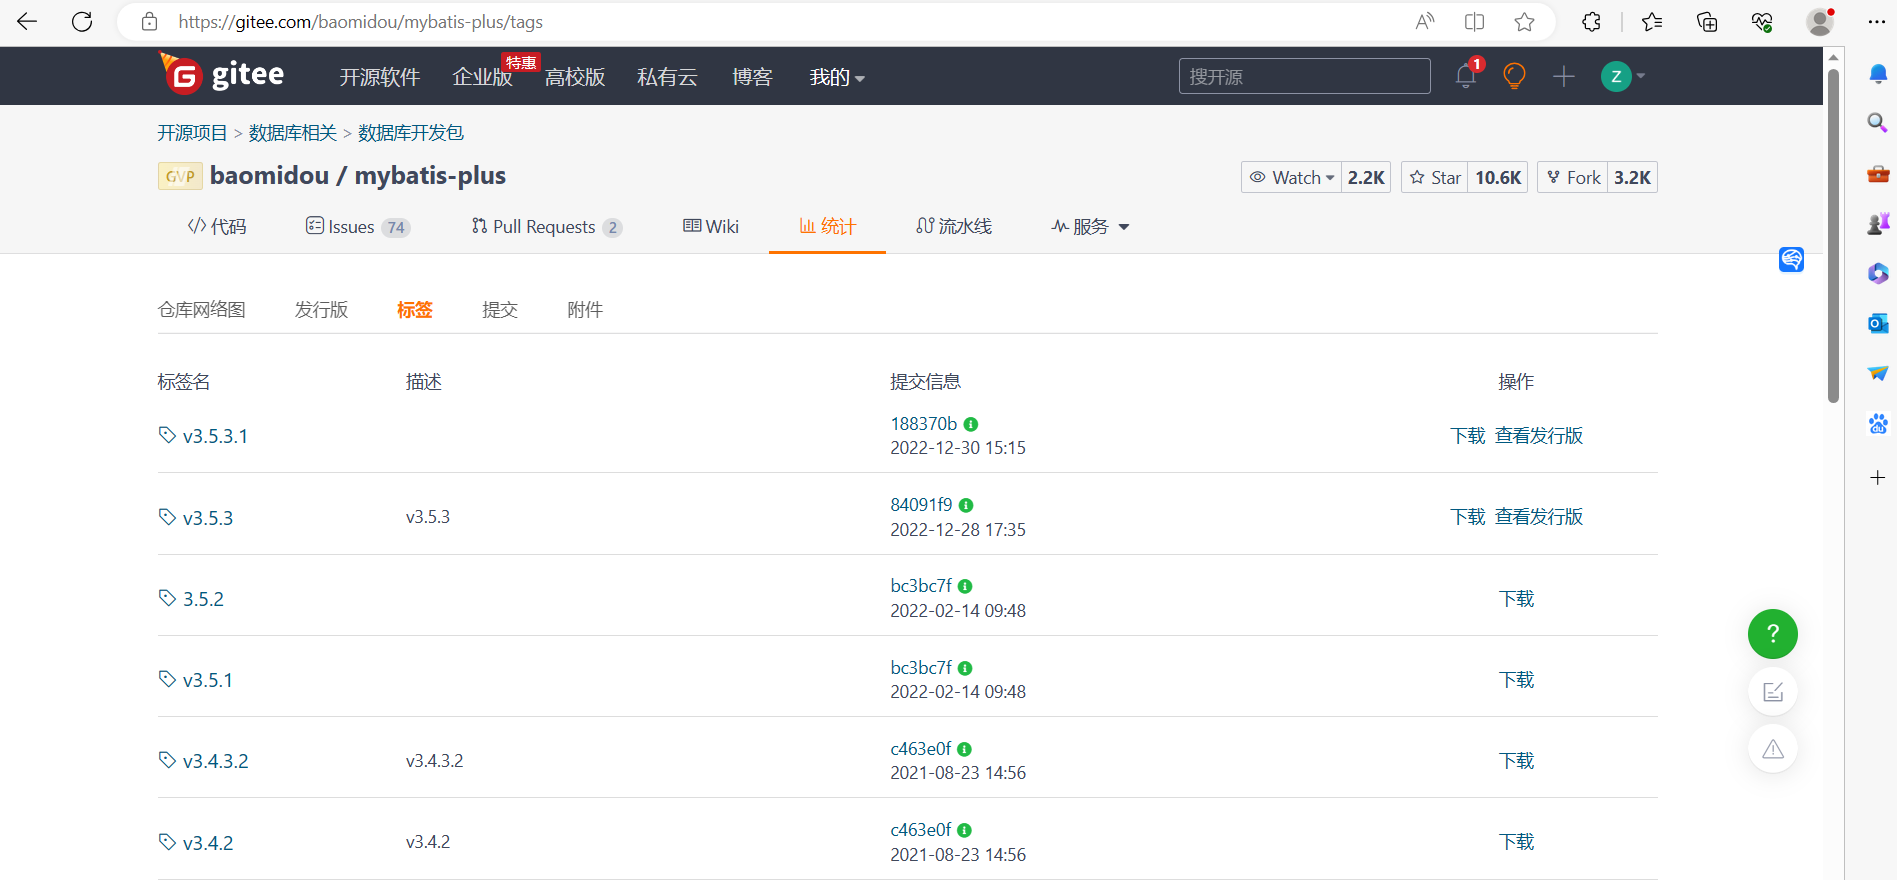 https://gitee.com/baomidou/mybatis-plus/tags
gitee 开源软件 企业版 特惠 高校版 私有云 博客 我的 搜开源 1 Z
开源项目 > 数据库相关 > 数据库开发包
GVP baomidou / mybatis-plus Watch 2.2K Star 10.6K Fork 3.2K
代码 Issues 74 Pull Requests 2 Wiki 统计 流水线 服务
仓库网络图 发行版 标签 提交 附件
标签名 描述 提交信息 操作
v3.5.3.1 188370b 下载 查看发行版
2022-12-30 15:15
v3.5.3 v3.5.3 84091f9 下载 查看发行版
2022-12-28 17:35
3.5.2 bc3bc7f 下载
2022-02-14 09:48
v3.5.1 bc3bc7f 下载
2022-02-14 09:48
v3.4.3.2 v3.4.3.2 c463e0f 下载
2021-08-23 14:56
v3.4.2 v3.4.2 c463e0f 下载
2021-08-23 14:56